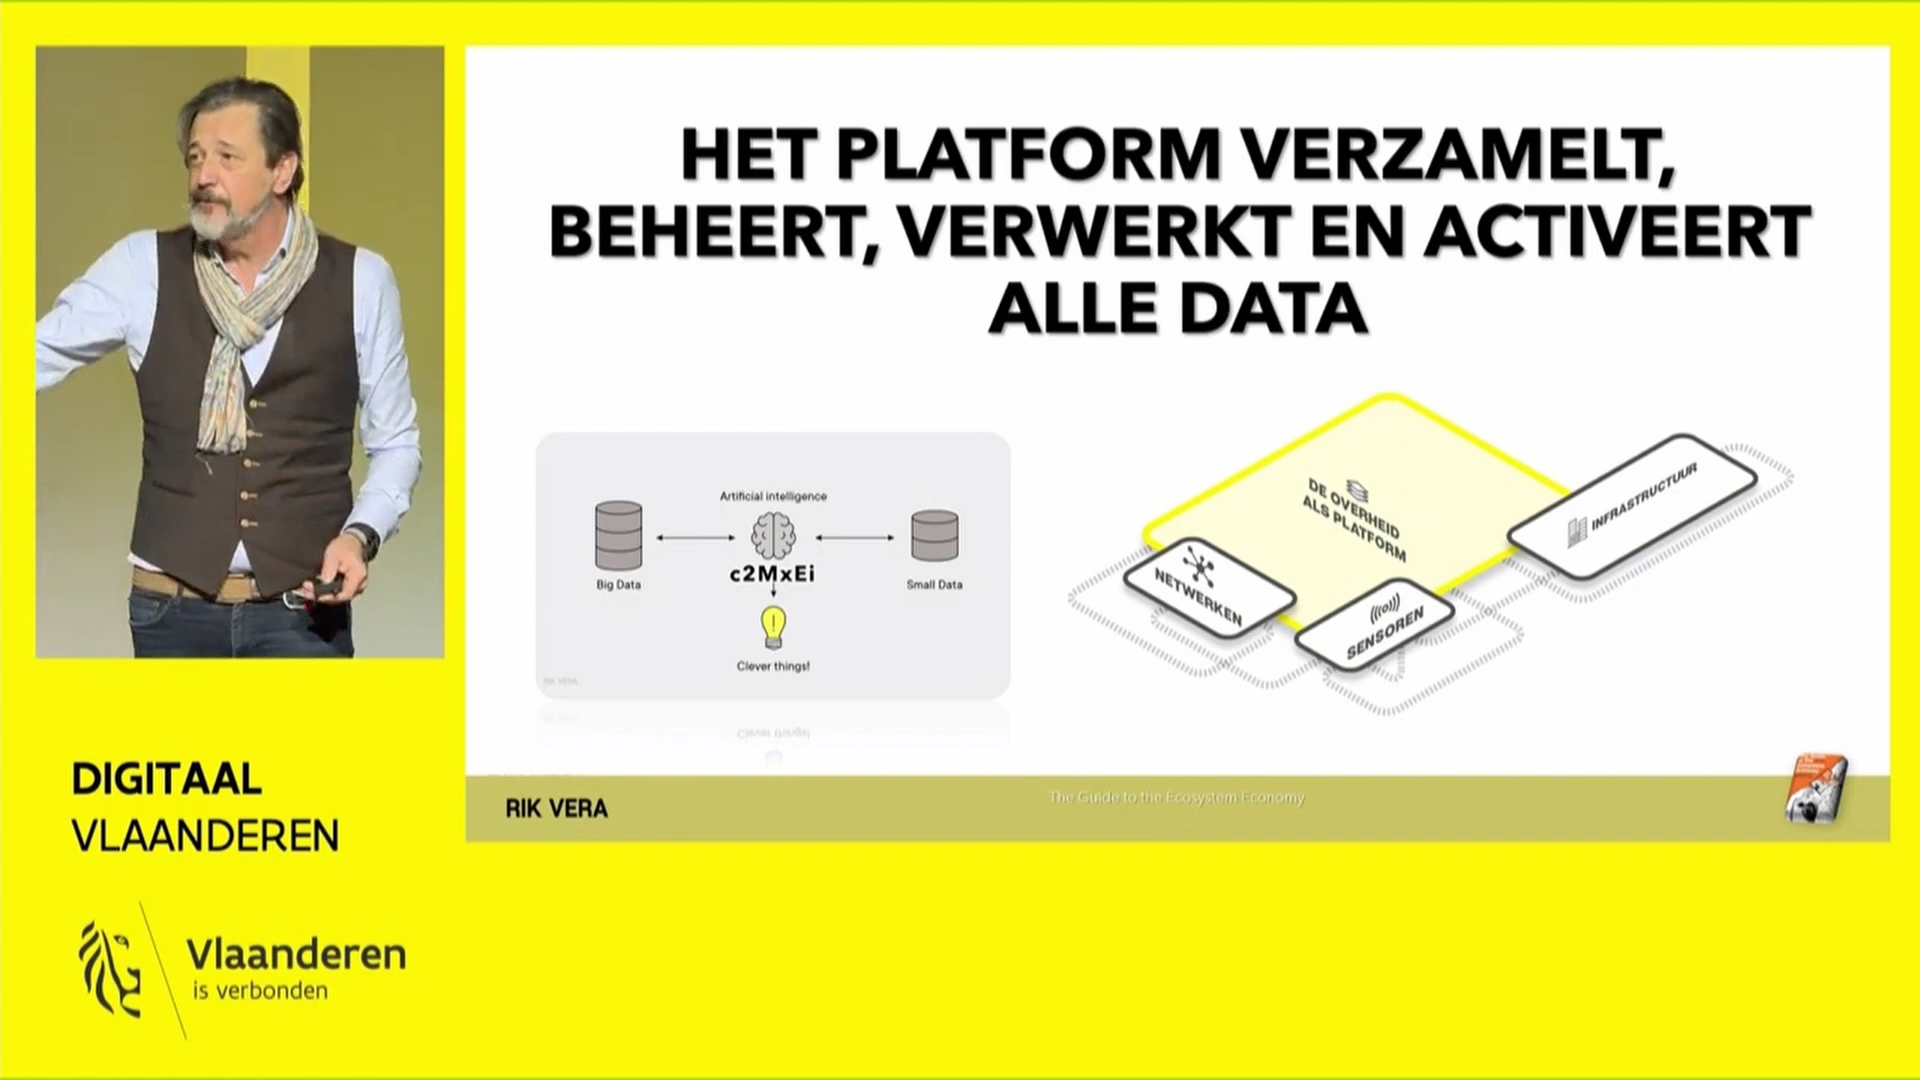 HET PLATFORM VERZAMELT,
BEHEERT, VERWERKT EN ACTIVEERT
ALLE DATA
Artificial intelligence
c2MxEi
Big Data
Small Data
Clever things!
RIK VERA
DE OVERHEID
ALS PLATFORM
INFRASTRUCTUUR
NETWERKEN
SENSOREN
RIK VERA
The Guide to the Ecosystem Economy
DIGITAAL
VLAANDEREN
Vlaanderen
is verbonden